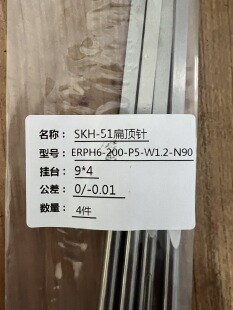 名称： SKH-51扁顶针
型号： ERPH6-200-P5-W1.2-N90
挂台： 9*4
公差： 0/-0.01
数量： 4件